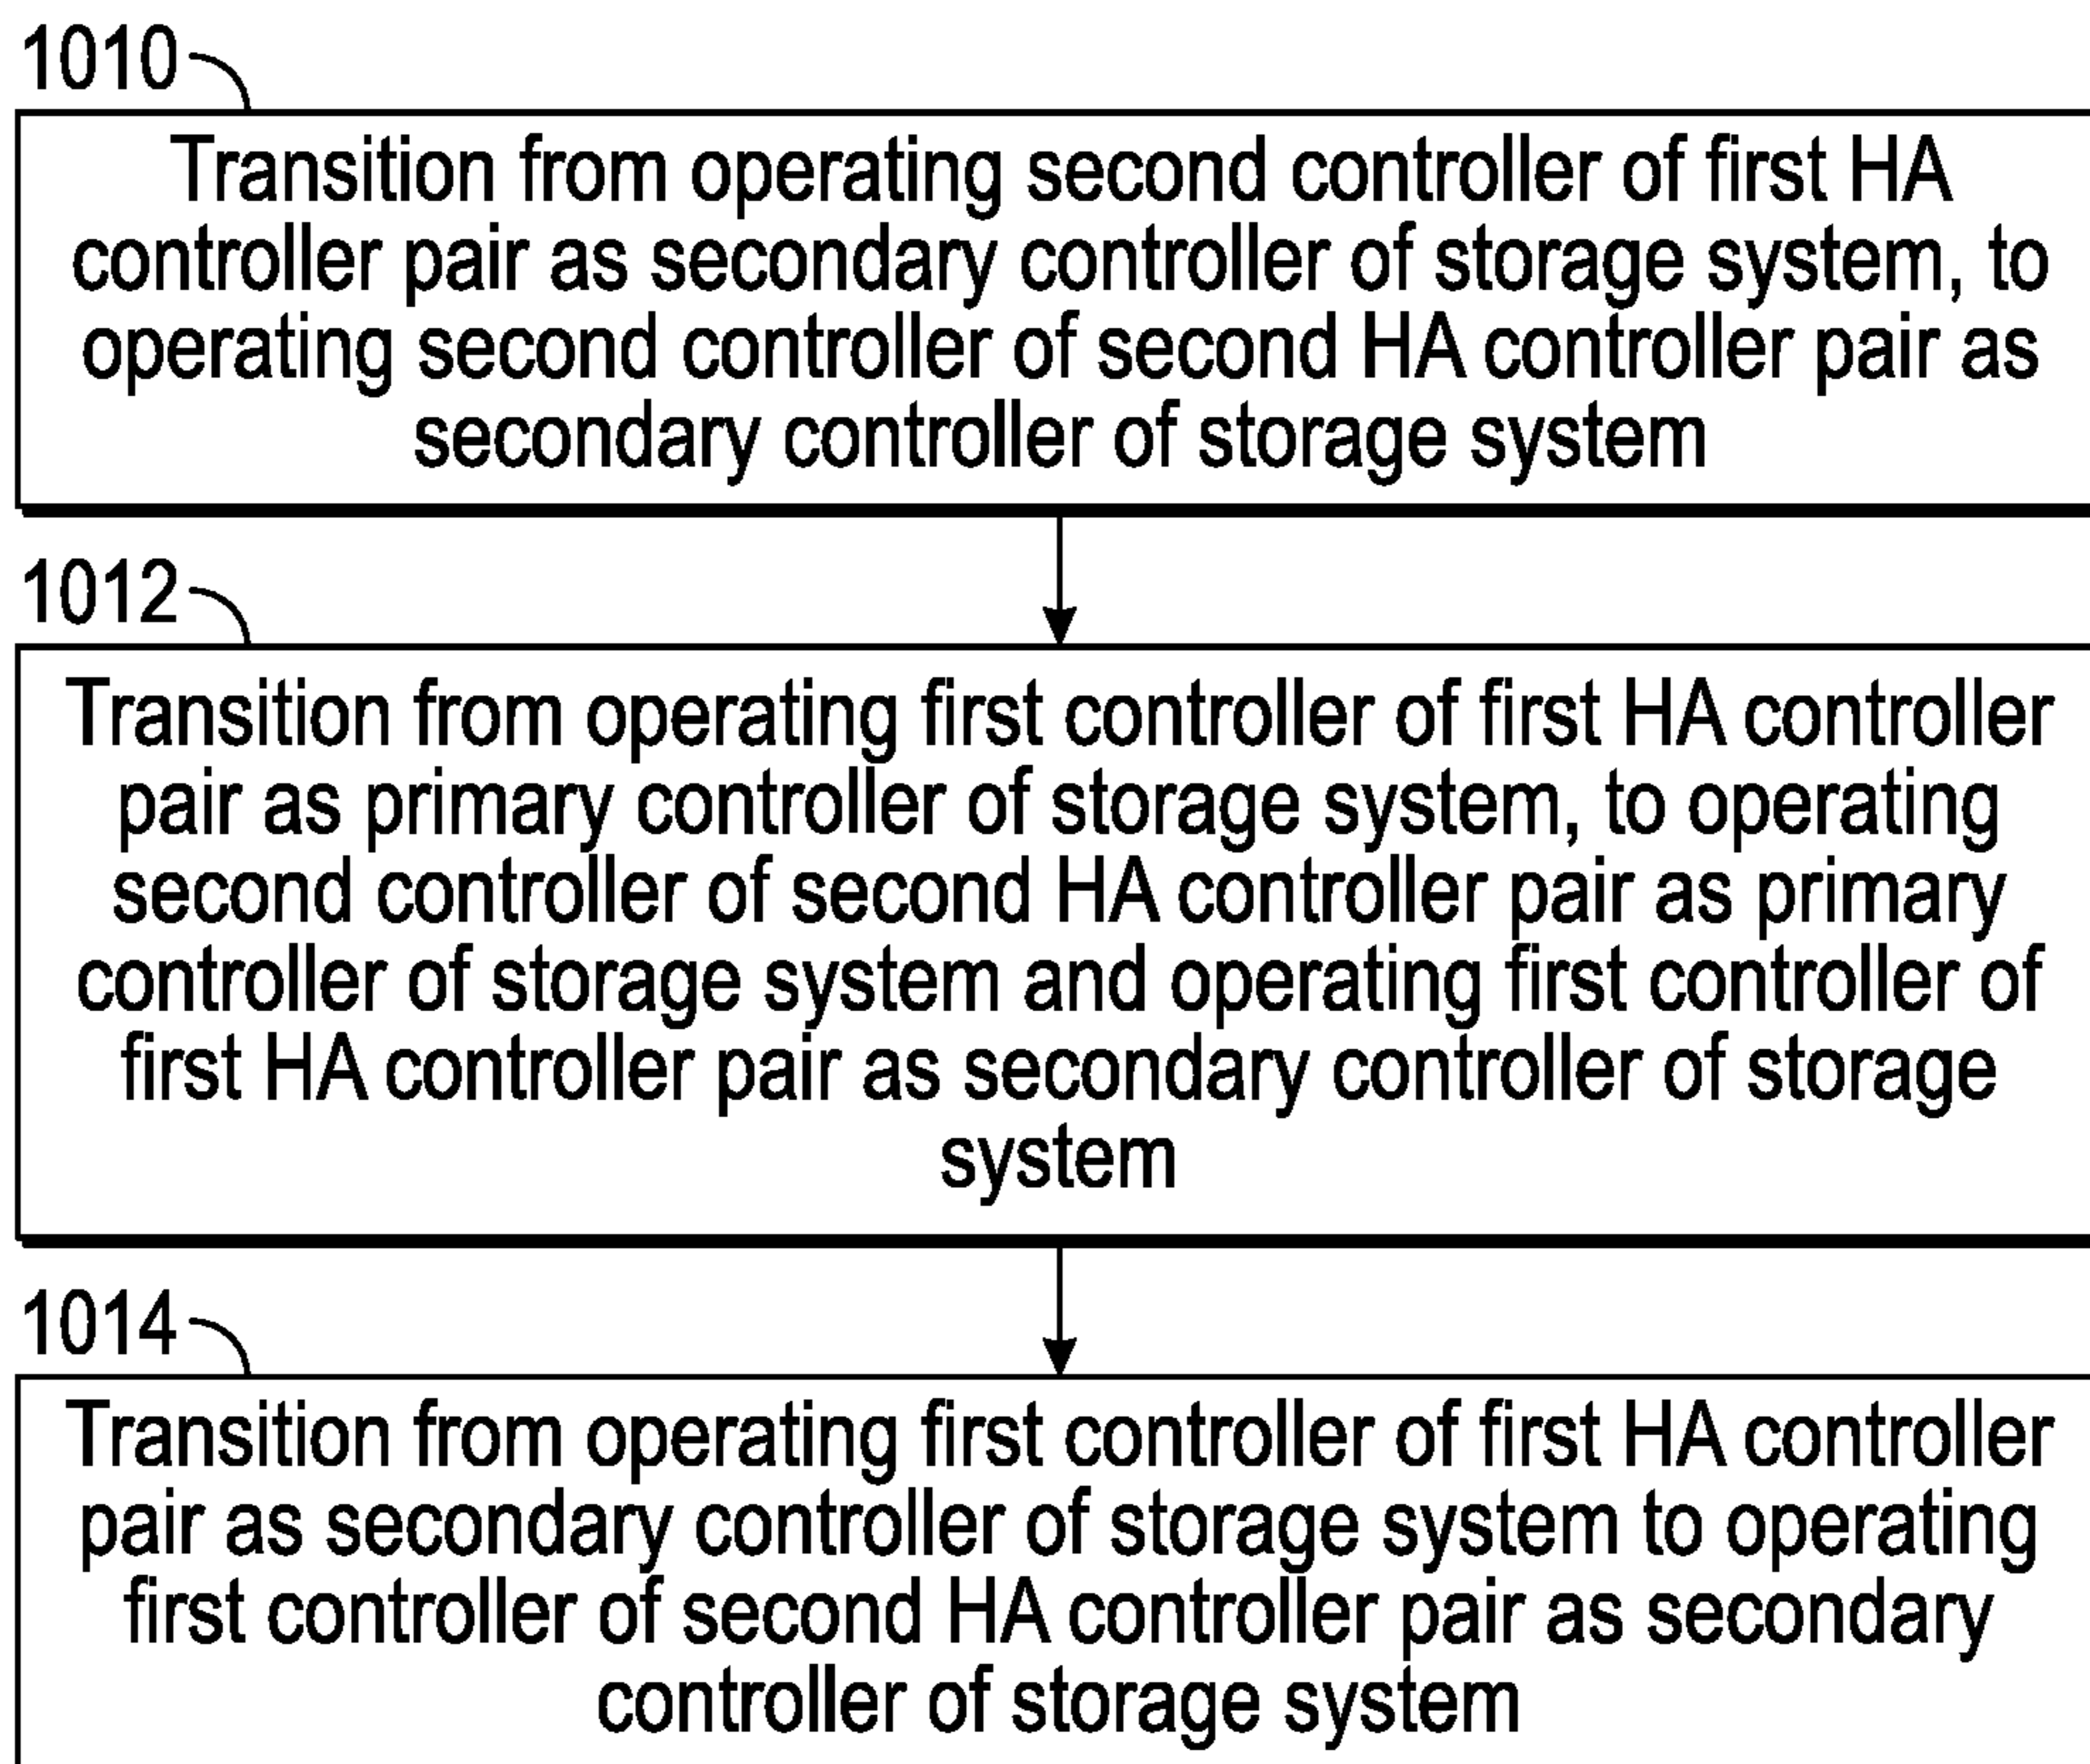 1010
Transition from operating second controller of first HA
controller pair as secondary controller of storage system, to
operating second controller of second HA controller pair as
secondary controller of storage system
1012
Transition from operating first controller of first HA controller
pair as primary controller of storage system, to operating
second controller of second HA controller pair as primary
controller of storage system and operating first controller of
first HA controller pair as secondary controller of storage
system
1014
Transition from operating first controller of first HA controller
pair as secondary controller of storage system to operating
first controller of second HA controller pair as secondary
controller of storage system